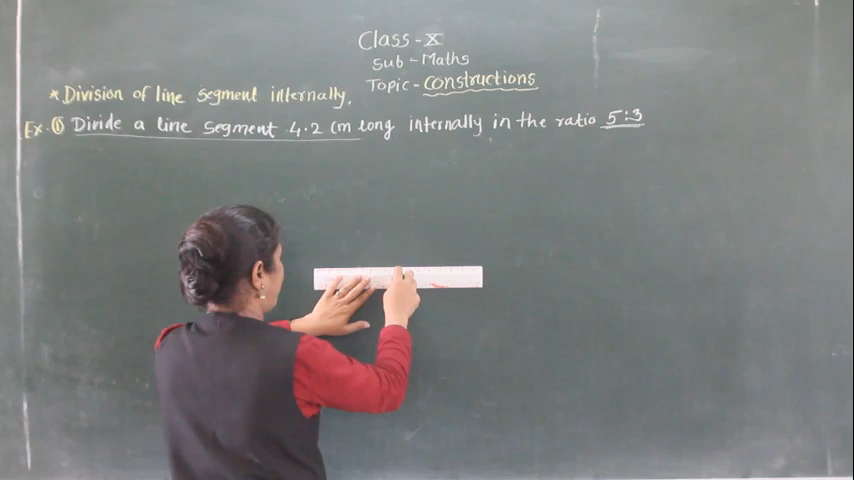 Class - X
Sub - Maths
Topic - Constructions
* Division of line segment internally.
Ex. ① Divide a line segment 4.2 Cm long internally in the ratio 5:3